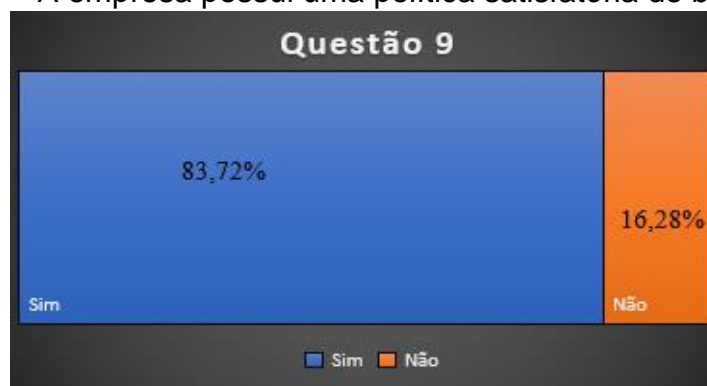 A empresa possui uma política satisfatória de
Questão 9
83,72%
16,28%
Sim
Não
Sim Não